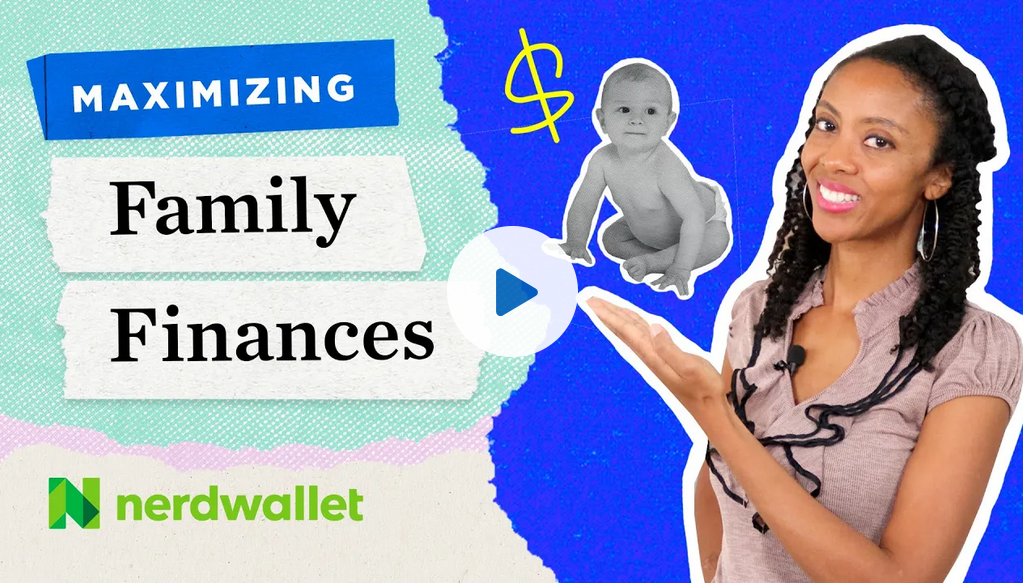 MAXIMIZING
Family
Finances
$
nerdwallet